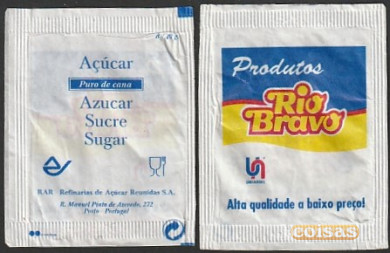 Açúcar
Puro de cana
Azucar
Sucre
Sugar
RAR Refinarias de Açúcar Reunidas S.A.
R. Manuel Pinto de Azevedo, 272
Porto - Portugal
Produtos
Rio
Bravo
Alta qualidade a baixo preço!
coisas